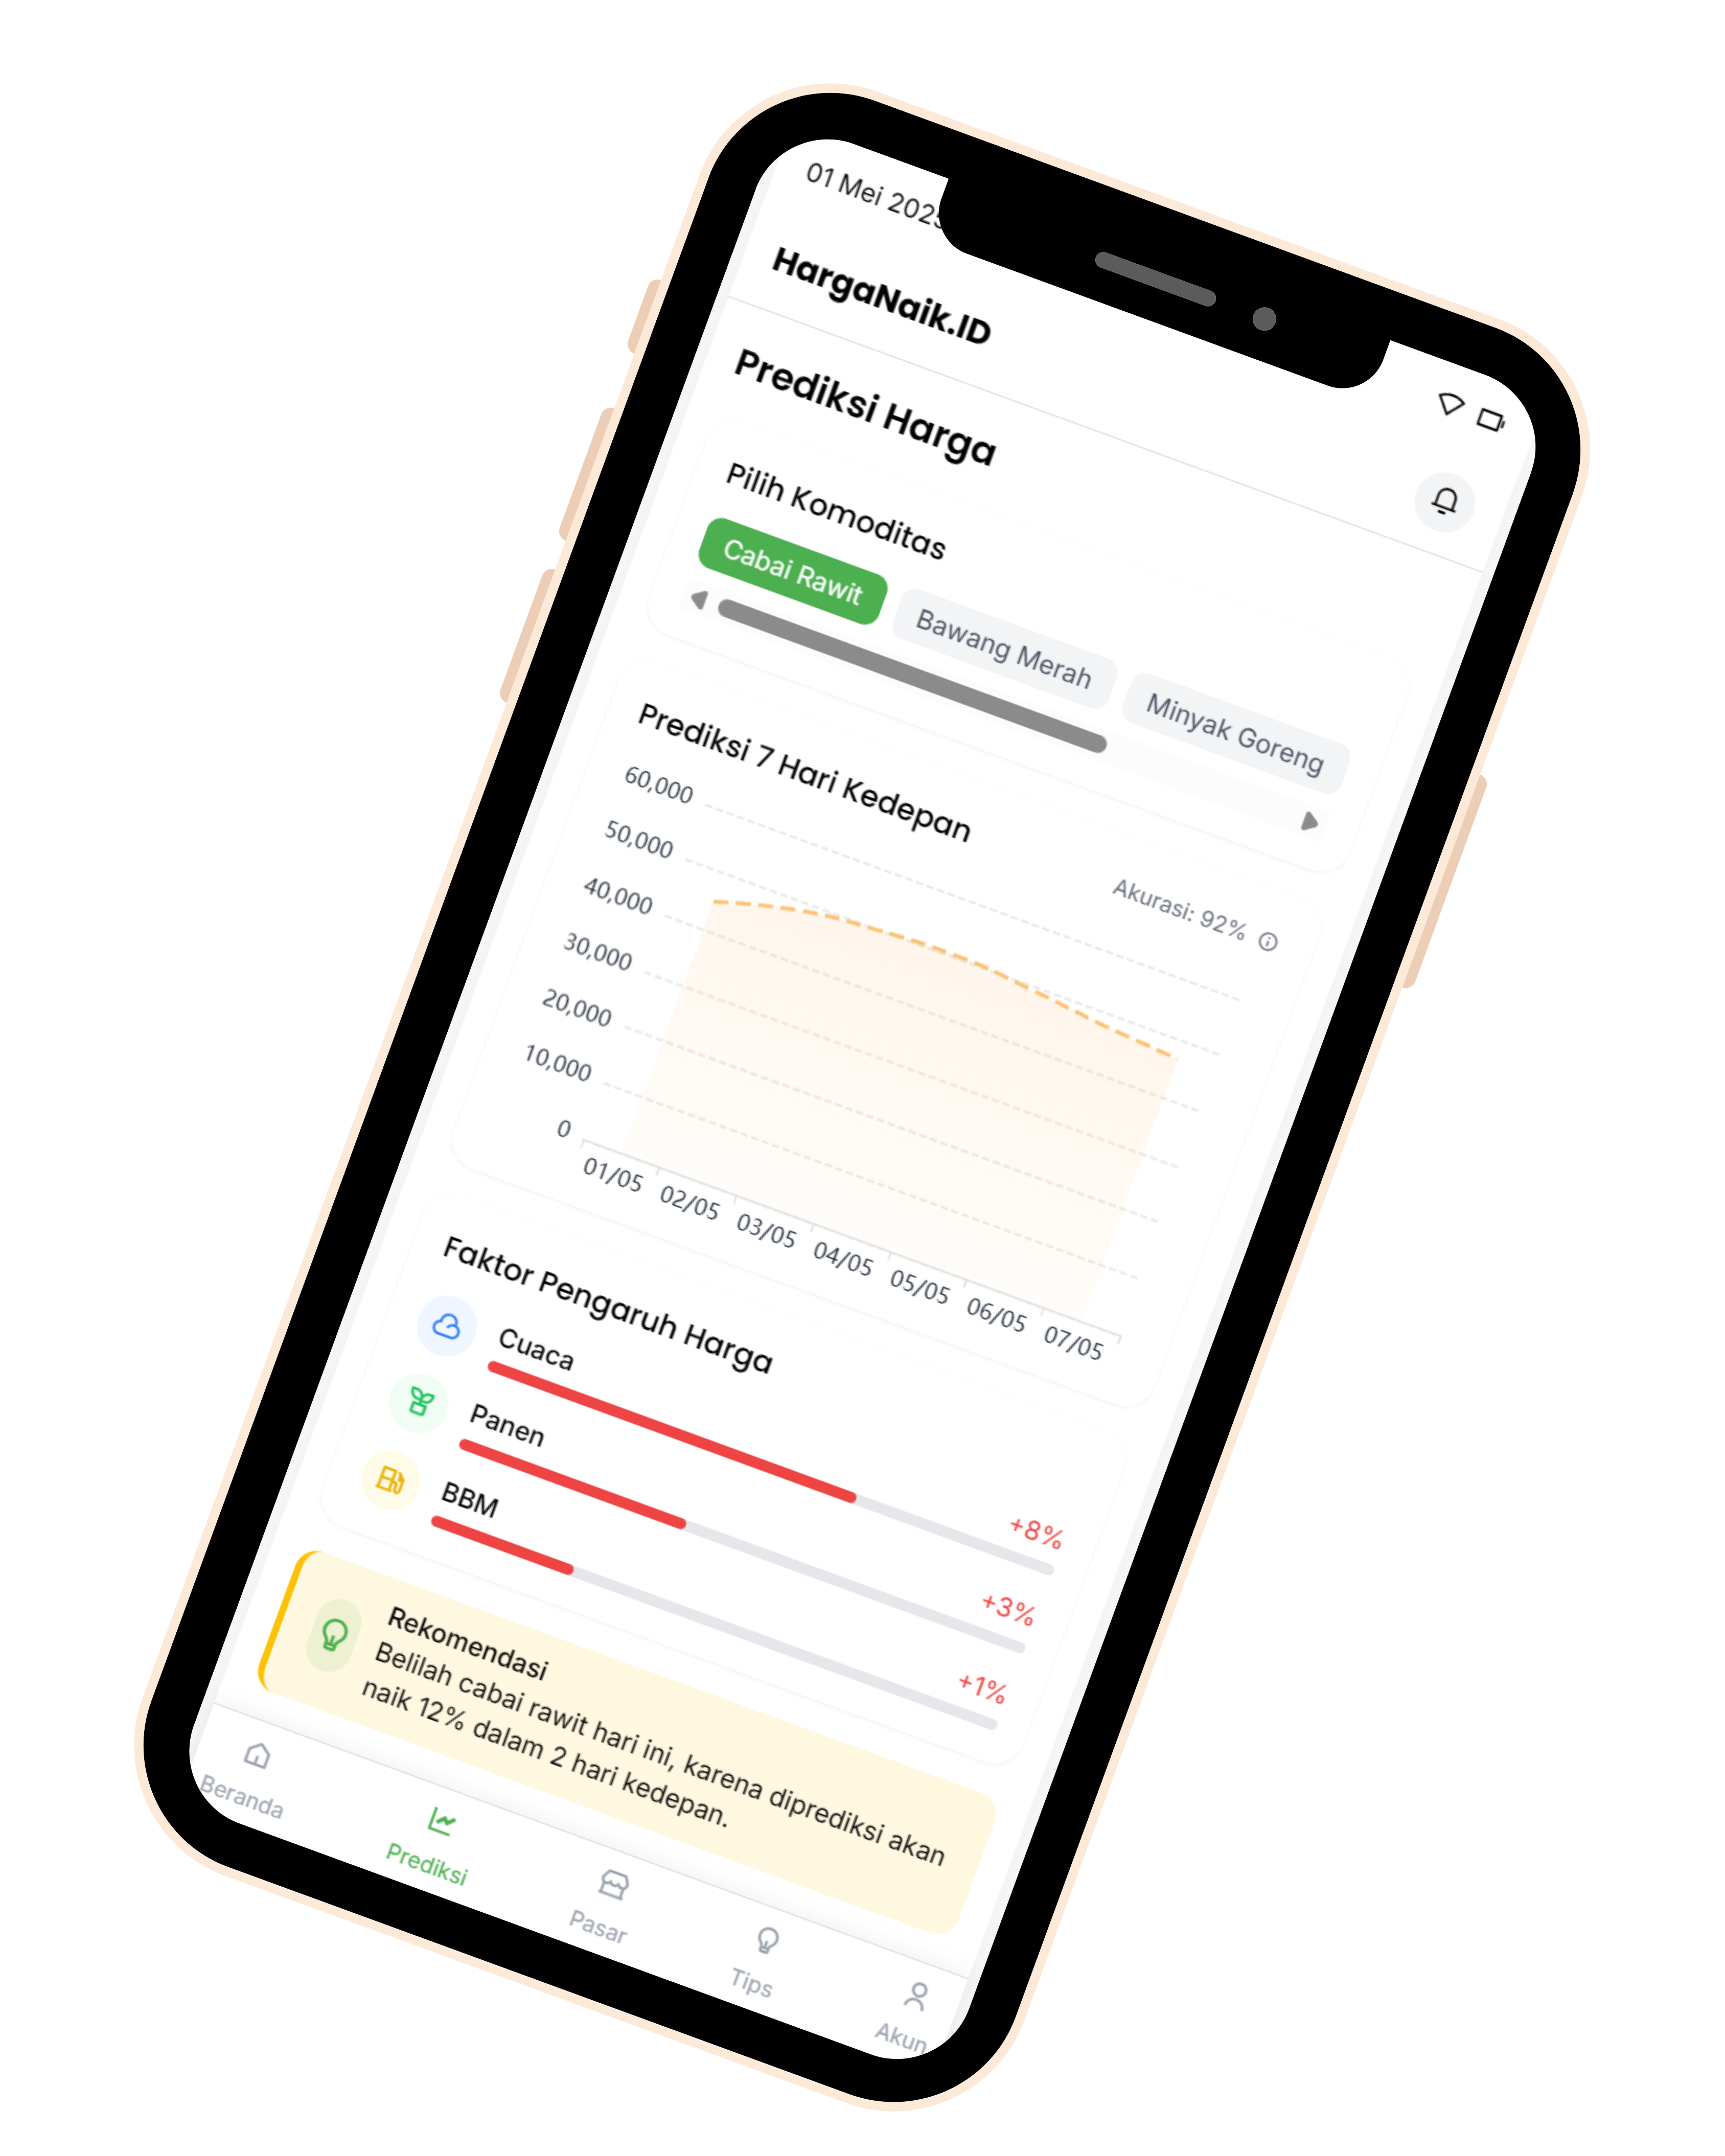 01 Mei 2025
HargaNaik.ID
Prediksi Harga
Pilih Komoditas
Cabai Rawit
Bawang Merah
Minyak Goreng
Prediksi 7 Hari Kedepan
Akurasi: 92%
60,000
50,000
40,000
30,000
20,000
10,000
0
01/05 02/05 03/05 04/05 05/05 06/05 07/05
Faktor Pengaruh Harga
Cuaca +8%
Panen +3%
BBM +1%
Rekomendasi
Belilah cabai rawit hari ini, karena diprediksi akan
naik 12% dalam 2 hari kedepan.
Beranda
Prediksi
Pasar
Tips
Akun